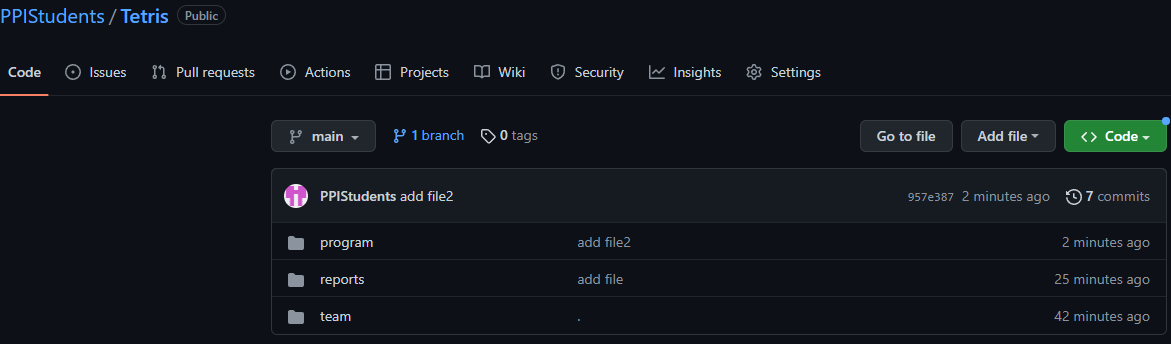 PPIStudents / Tetris Public
Code Issues Pull requests Actions Projects Wiki Security Insights Settings
main 1 branch 0 tags Go to file Add file Code
PPIStudents add file2 957e387 2 minutes ago 7 commits
program add file2 2 minutes ago
reports add file 25 minutes ago
team . 42 minutes ago